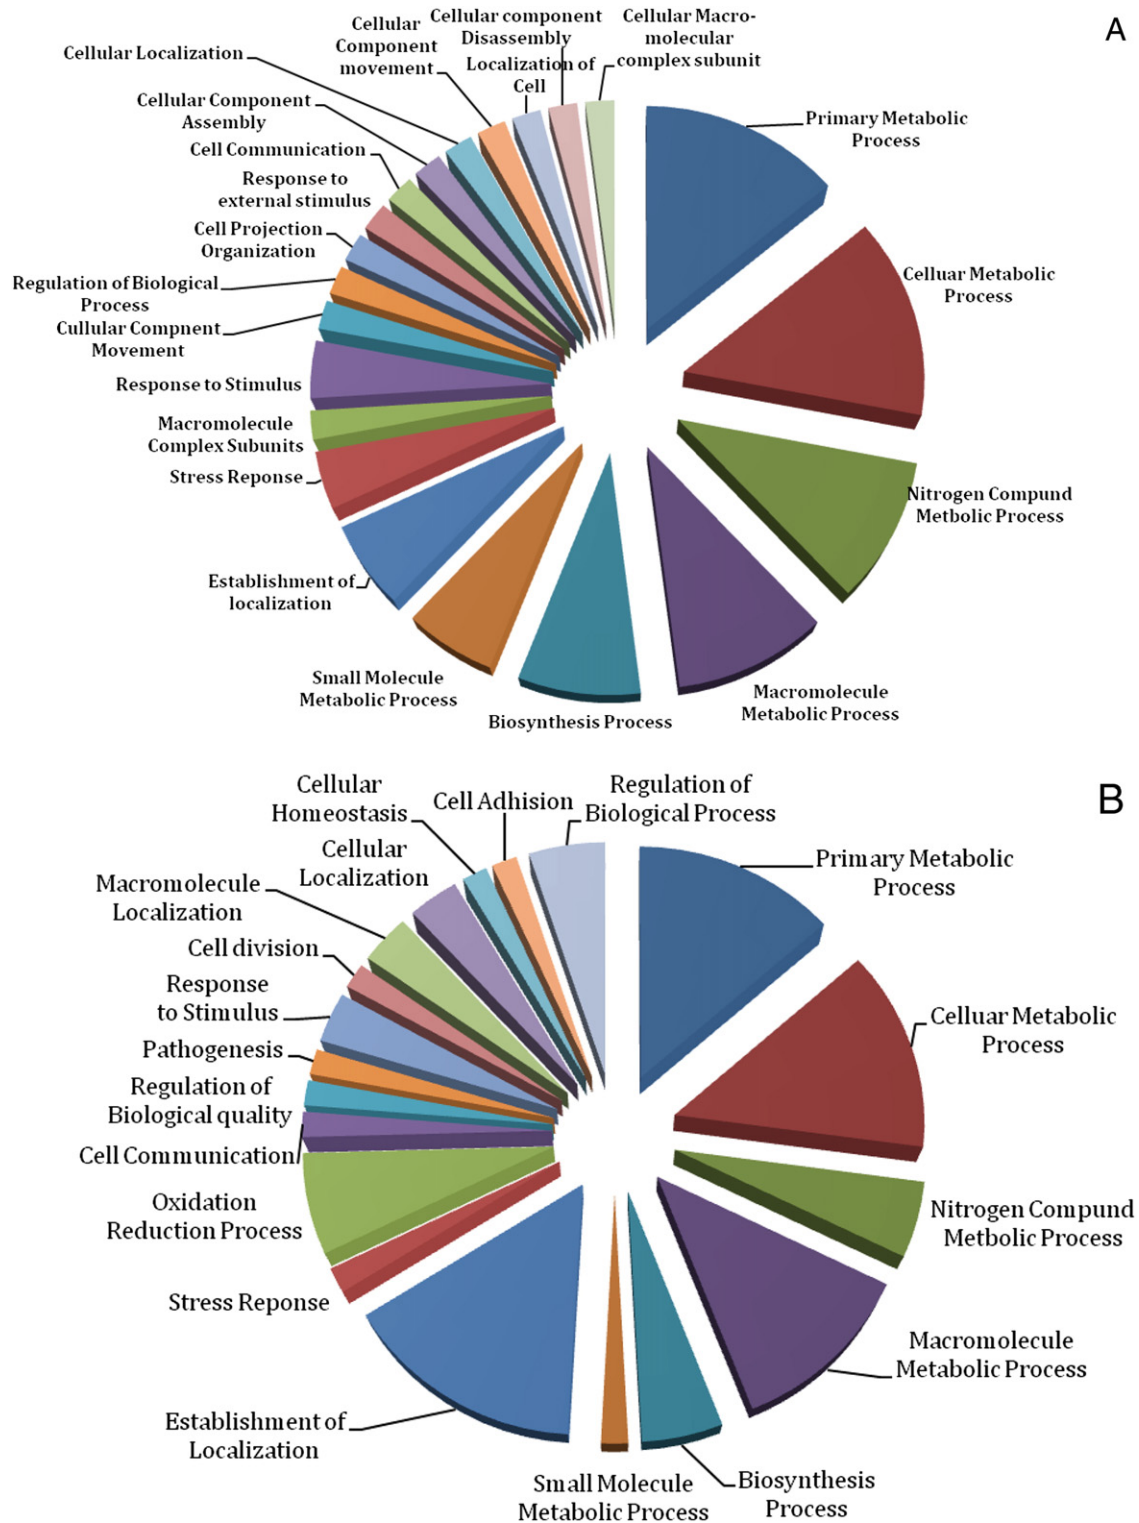 A
Cellular Macro-
molecular
complex subunit
Cellular component
Disassembly
Localization of
Cell
Cellular
Component
movement
Cellular Localization
Cellular Component
Assembly
Cell Communication
Response to
external stimulus
Cell Projection
Organization
Regulation of Biological
Process
Cullular Compnent
Movement
Response to Stimulus
Macromolecule
Complex Subunits
Stress Reponse
Establishment of
localization
Small Molecule
Metabolic Process
Biosynthesis Process
Macromolecule
Metabolic Process
Nitrogen Compund
Metbolic Process
Celluar Metabolic
Process
Primary Metabolic
Process
B
Regulation of
Biological Process
Cell Adhision
Cellular
Homeostasis
Cellular
Localization
Macromolecule
Localization
Cell division
Response
to Stimulus
Pathogenesis
Regulation of
Biological quality
Cell Communication
Oxidation
Reduction Process
Stress Reponse
Establishment of
Localization
Small Molecule
Metabolic Process
Biosynthesis
Process
Macromolecule
Metabolic Process
Nitrogen Compund
Metbolic Process
Celluar Metabolic
Process
Primary Metabolic
Process